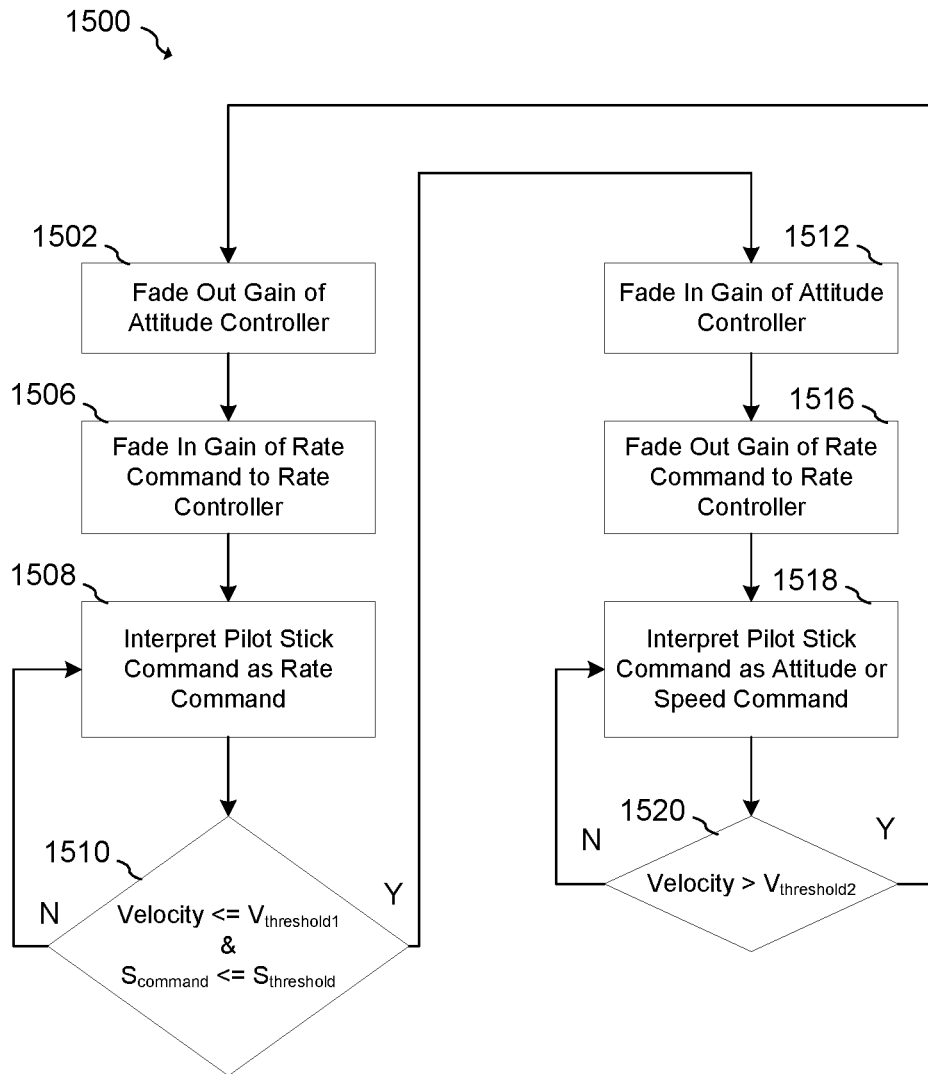 1500
1502
Fade Out Gain of
Attitude Controller
1506
Fade In Gain of Rate
Command to Rate
Controller
1508
Interpret Pilot Stick
Command as Rate
Command
1510
N
Y
Velocity <= Vthreshold1
&
Scommand <= Sthreshold
1512
Fade In Gain of Attitude
Controller
1516
Fade Out Gain of Rate
Command to Rate
Controller
1518
Interpret Pilot Stick
Command as Attitude or
Speed Command
1520
N
Y
Velocity > Vthreshold2